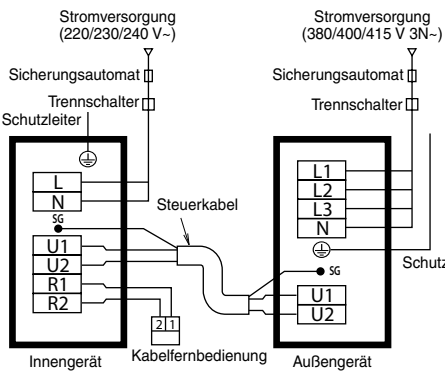 Stromversorgung
(220/230/240 V~)
Stromversorgung
(380/400/415 V 3N~)
Sicherungsautomat
Sicherungsautomat
Trennschalter
Trennschalter
Schutzleiter
L
N
SG
U1
U2
R1
R2
Steuerkabel
L1
L2
L3
N
Schutz
SG
U1
U2
2 1
Innengerät
Kabelfernbedienung
Außengerät